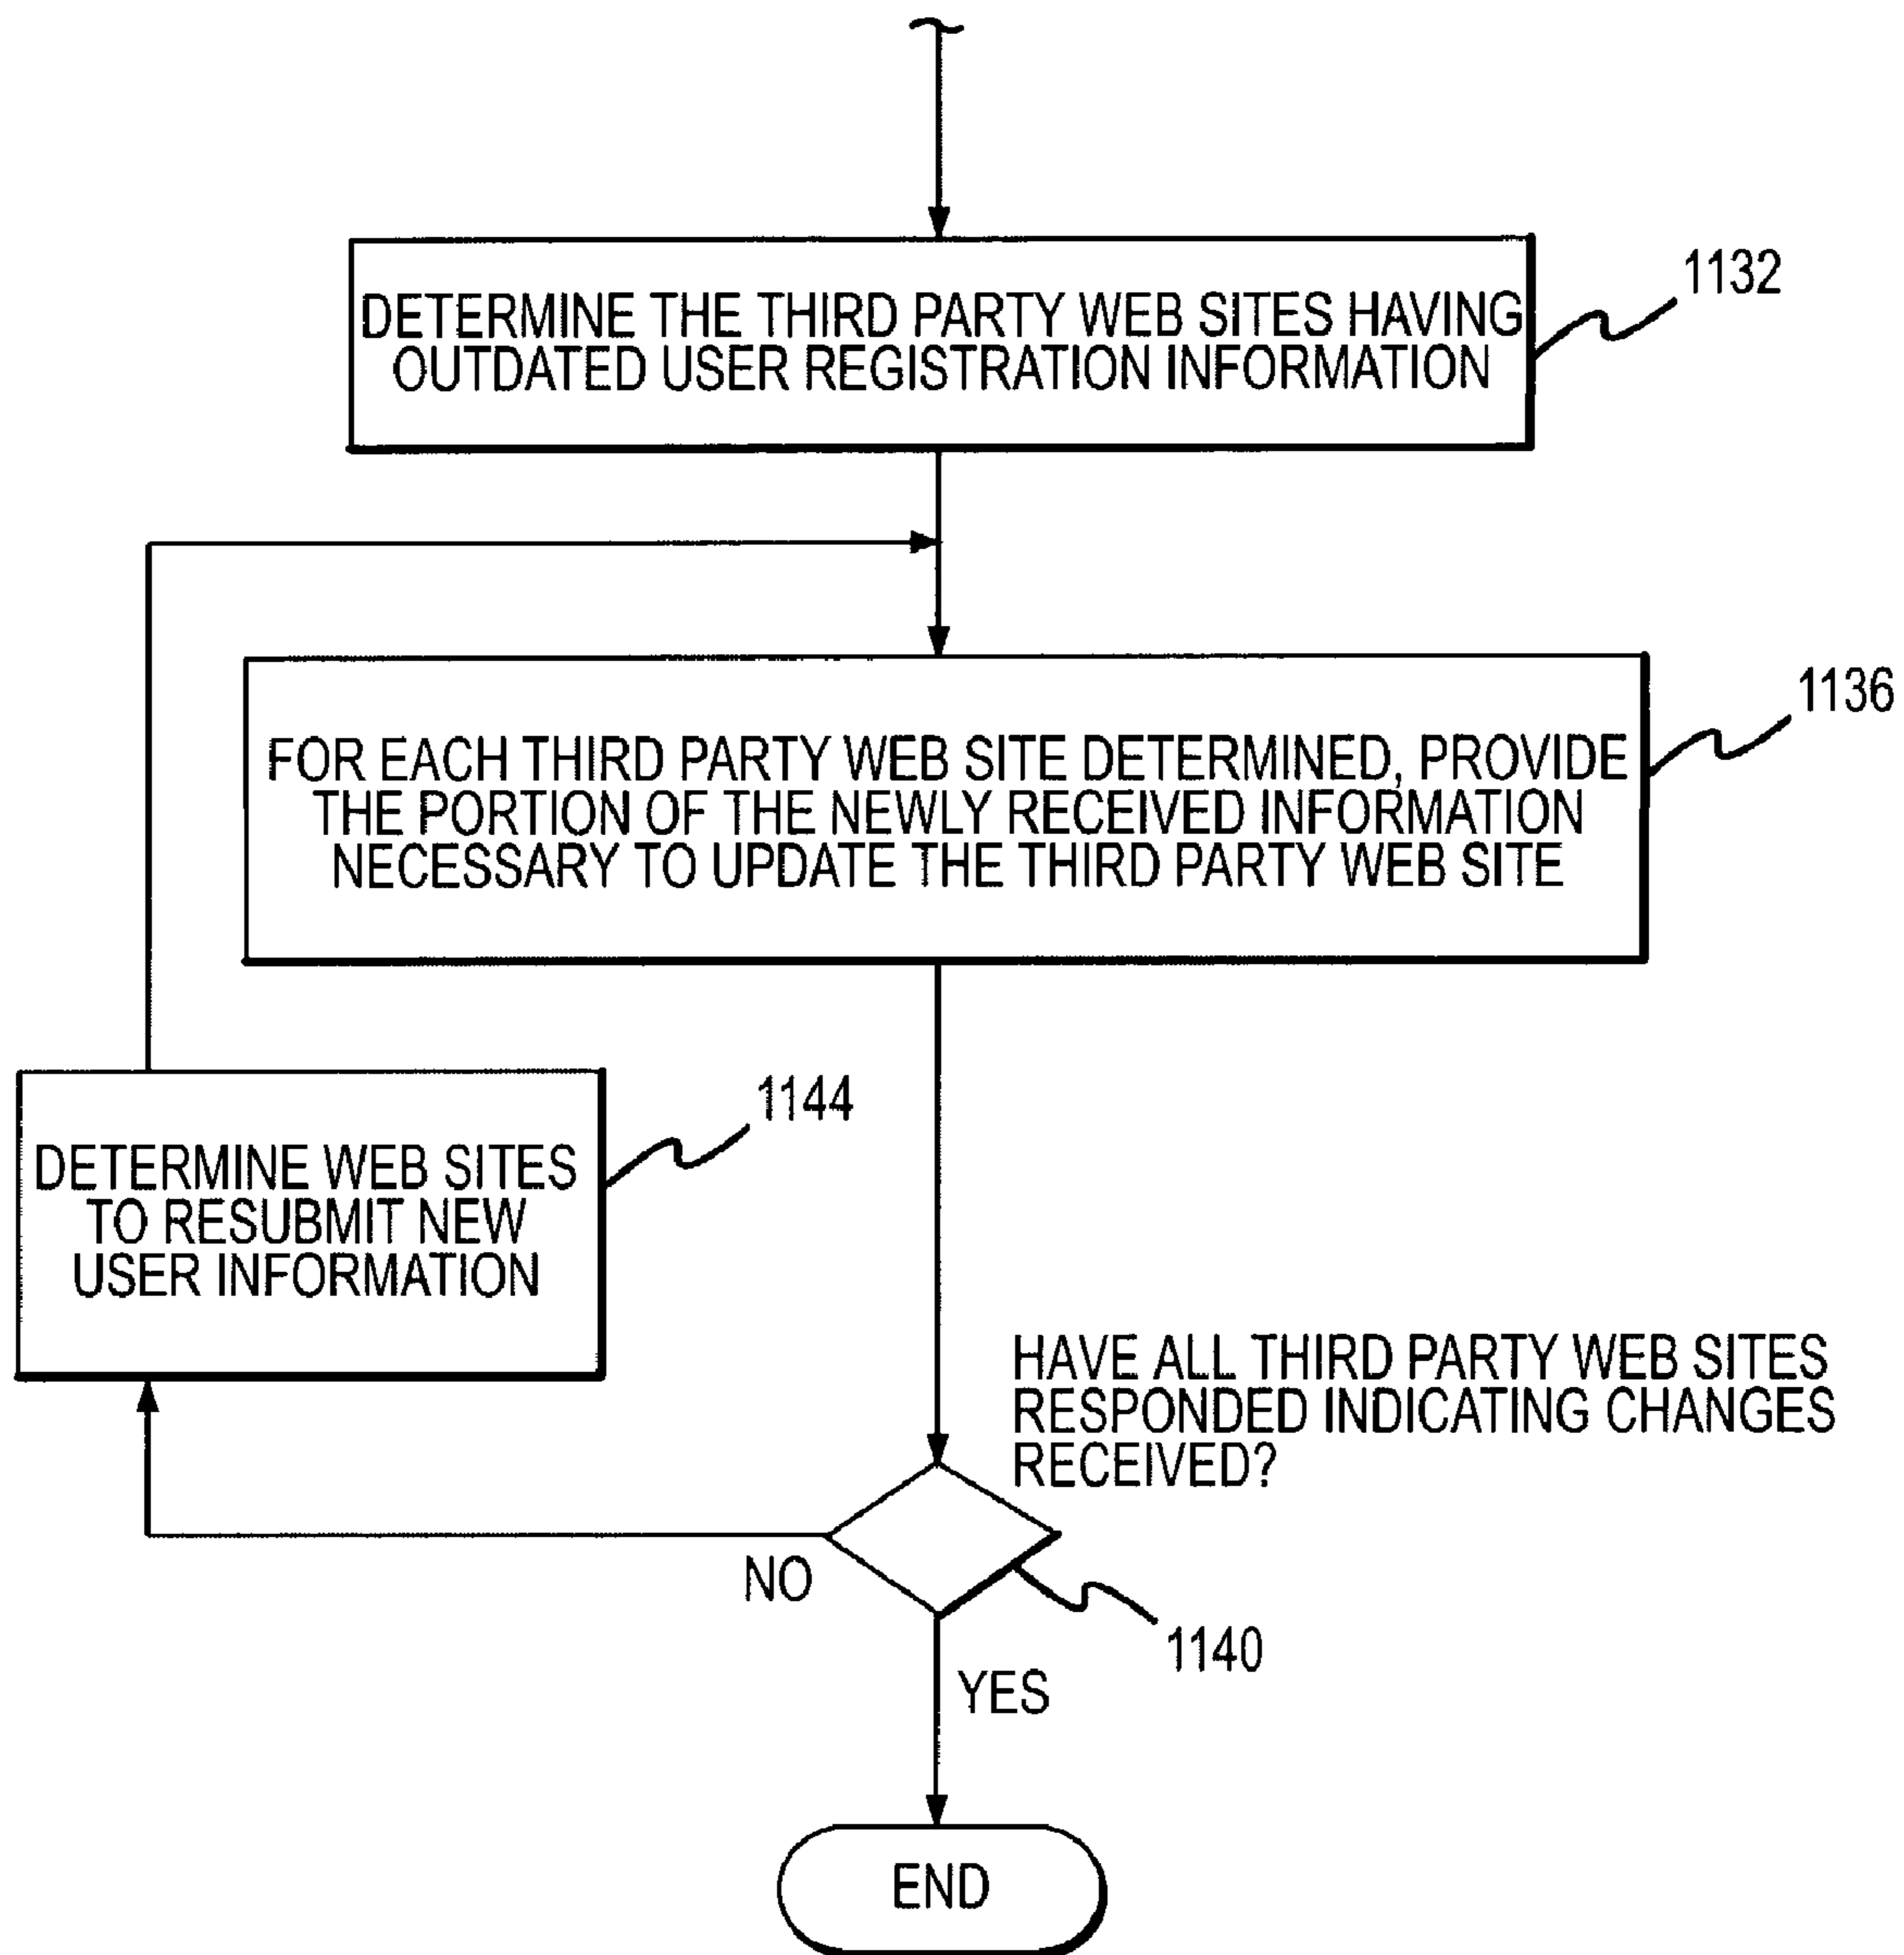 DETERMINE THE THIRD PARTY WEB SITES HAVING
OUTDATED USER REGISTRATION INFORMATION
1132
FOR EACH THIRD PARTY WEB SITE DETERMINED, PROVIDE
THE PORTION OF THE NEWLY RECEIVED INFORMATION
NECESSARY TO UPDATE THE THIRD PARTY WEB SITE
1136
DETERMINE WEB SITES
TO RESUBMIT NEW
USER INFORMATION
1144
HAVE ALL THIRD PARTY WEB SITES
RESPONDED INDICATING CHANGES
RECEIVED?
NO
1140
YES
END